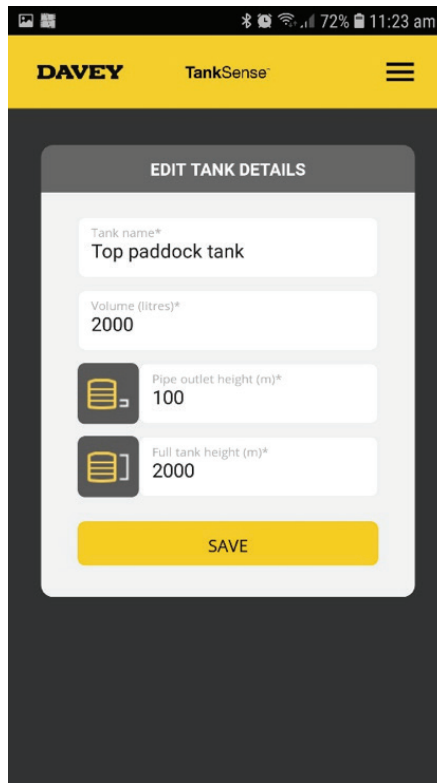 72% 11:23 am
DAVEY TankSense™
EDIT TANK DETAILS
Tank name*
Top paddock tank
Volume (litres)*
2000
Pipe outlet height (m)*
100
Full tank height (m)*
2000
SAVE